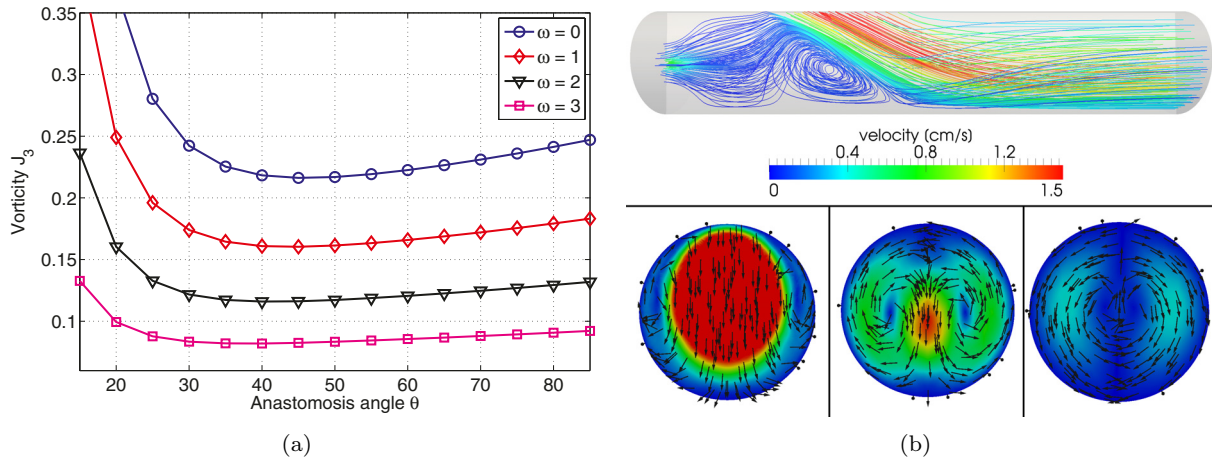 0.35
0.3
0.25
0.2
0.15
0.1
Vorticity J₃
20 30 40 50 60 70 80
Anastomosis angle θ
ω = 0
ω = 1
ω = 2
ω = 3
(a)
velocity [cm/s]
0.4 0.8 1.2
0 1.5
(b)